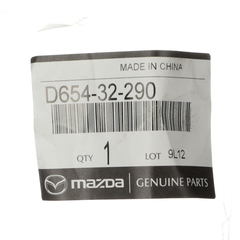 MADE IN CHINA
D654-32-290
QTY 1 LOT 9L12
mazda GENUINE PARTS